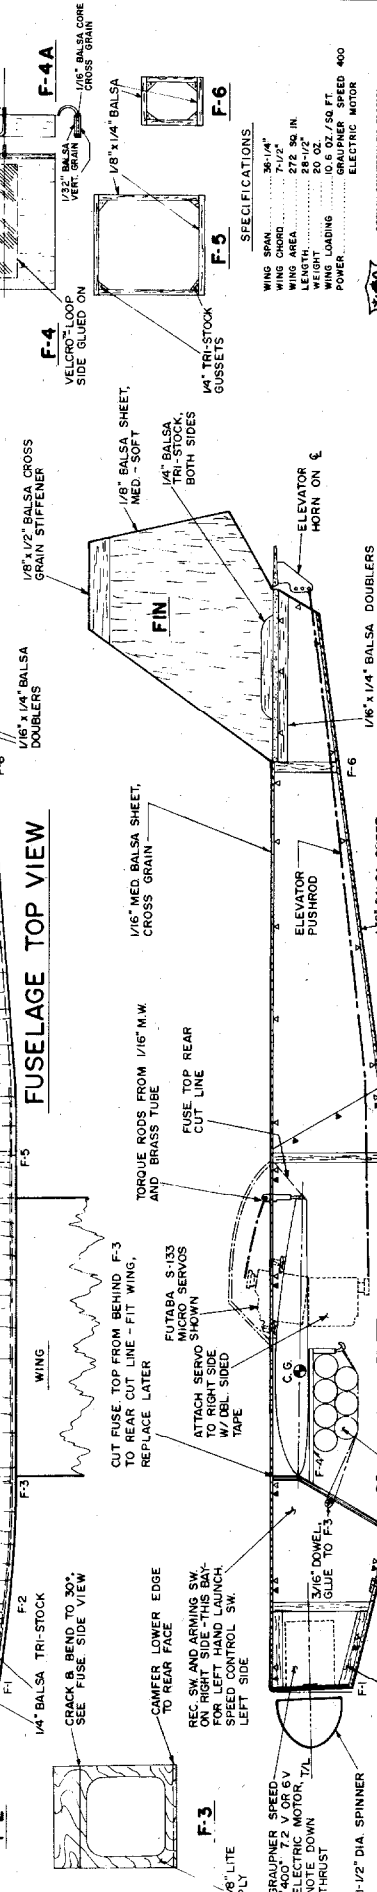 F-4A
1/16" BALSA CORE
CROSS GRAIN
1/32" BALSA
VERT. GRAIN
F-4
VELCRO™-LOOP
SIDE GLUED ON
1/8" x 1/4" BALSA
F-6
F-5
1/4" TRI-STOCK
GUSSETS
SPECIFICATIONS
WING SPAN 36-1/4"
WING CHORD 7-1/2"
WING AREA 272 SQ. IN.
LENGTH 28-1/2"
WEIGHT 20 OZ.
WING LOADING 10.6 OZ./SQ. FT.
POWER GRAUPNER SPEED 400
ELECTRIC MOTOR
1/8" x 1/2" BALSA CROSS
GRAIN STIFFENER
1/8" BALSA SHEET,
MED. - SOFT
1/4" BALSA
TRI-STOCK,
BOTH SIDES
FIN
ELEVATOR
HORN ON ℄
1/16" x 1/4" BALSA DOUBLERS
F-6
1/16" x 1/4" BALSA
DOUBLERS
FUSELAGE TOP VIEW
1/16" MED. BALSA SHEET,
CROSS GRAIN
ELEVATOR
PUSHROD
F-5
TORQUE RODS FROM 1/16" M.W.
AND BRASS TUBE
FUSE TOP REAR
CUT LINE
WING
CUT FUSE. TOP FROM BEHIND F-3
TO REAR CUT LINE - FIT WING,
REPLACE LATER
FUTABA S-133
MICRO SERVOS
SHOWN
ATTACH SERVO
TO RIGHT SIDE
W/ DBL. SIDED
TAPE
C.G.
F-4
F-3
3/16" DOWEL,
GLUE TO F-3
F-2
F-1
1/4" BALSA TRI-STOCK
CRACK & BEND TO 30°.
SEE FUSE SIDE VIEW
CAMFER LOWER EDGE
TO REAR FACE
REC. SW. AND ARMING SW.
ON RIGHT SIDE - THIS BAY-
FOR LEFT HAND LAUNCH.
SPEED CONTROL SW.
LEFT SIDE
F-3
LITE
PLY
GRAUPNER SPEED
400 7.2 V OR 6V
ELECTRIC MOTOR,
NOTE DOWN
THRUST
T/L
F-1
1-1/2" DIA. SPINNER